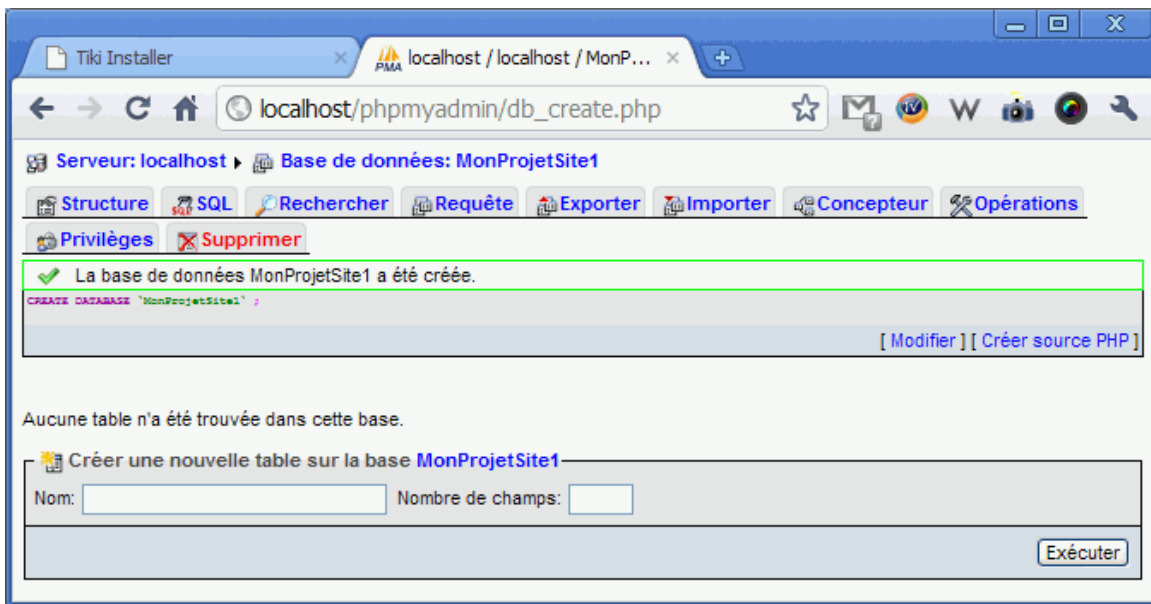 Tiki Installer
PMA localhost / localhost / MonP...
localhost/phpmyadmin/db_create.php
Serveur: localhost Base de données: MonProjetSite1
Structure SQL Rechercher Requête Exporter Importer Concepteur Opérations
Privilèges Supprimer
La base de données MonProjetSite1 a été créée.
CREATE DATABASE `MonProjetSite1` ;
[ Modifier ] [ Créer source PHP ]
Aucune table n'a été trouvée dans cette base.
Créer une nouvelle table sur la base MonProjetSite1
Nom: Nombre de champs:
Exécuter